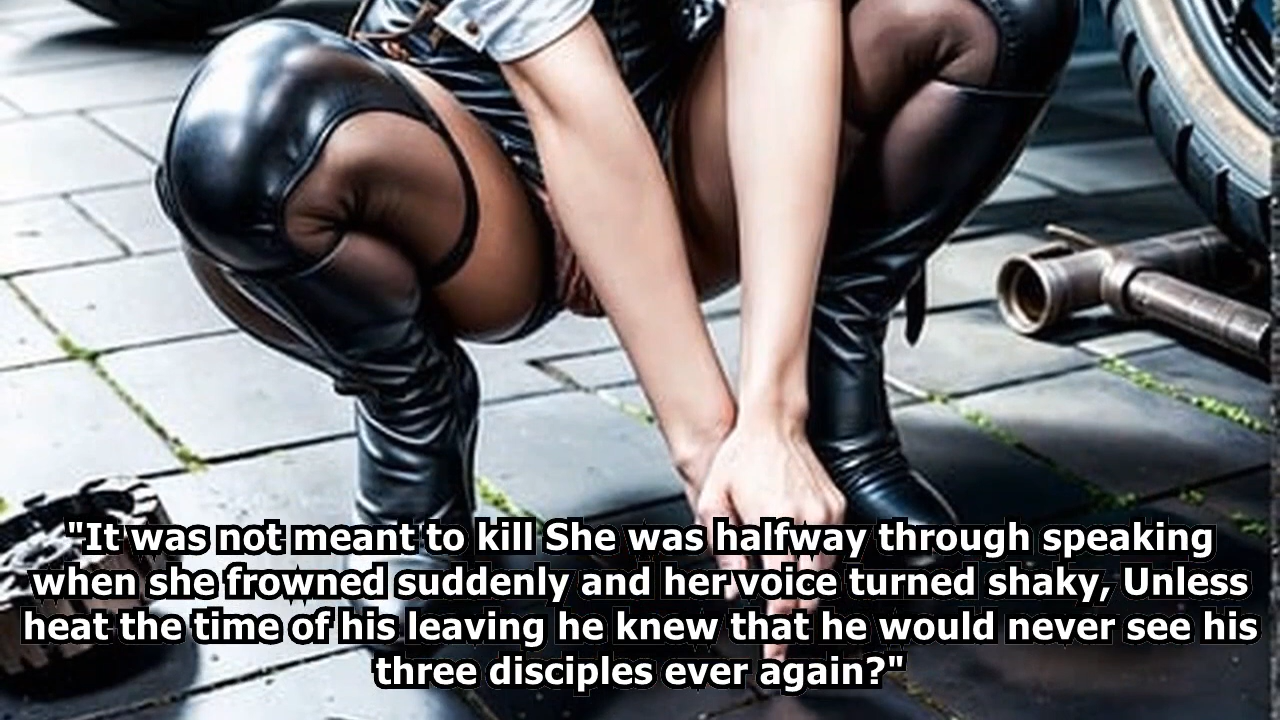 "It was not meant to kill She was halfway through speaking
when she frowned suddenly and her voice turned shaky, Unless
heat the time of his leaving he knew that he would never see his
three disciples ever again?"